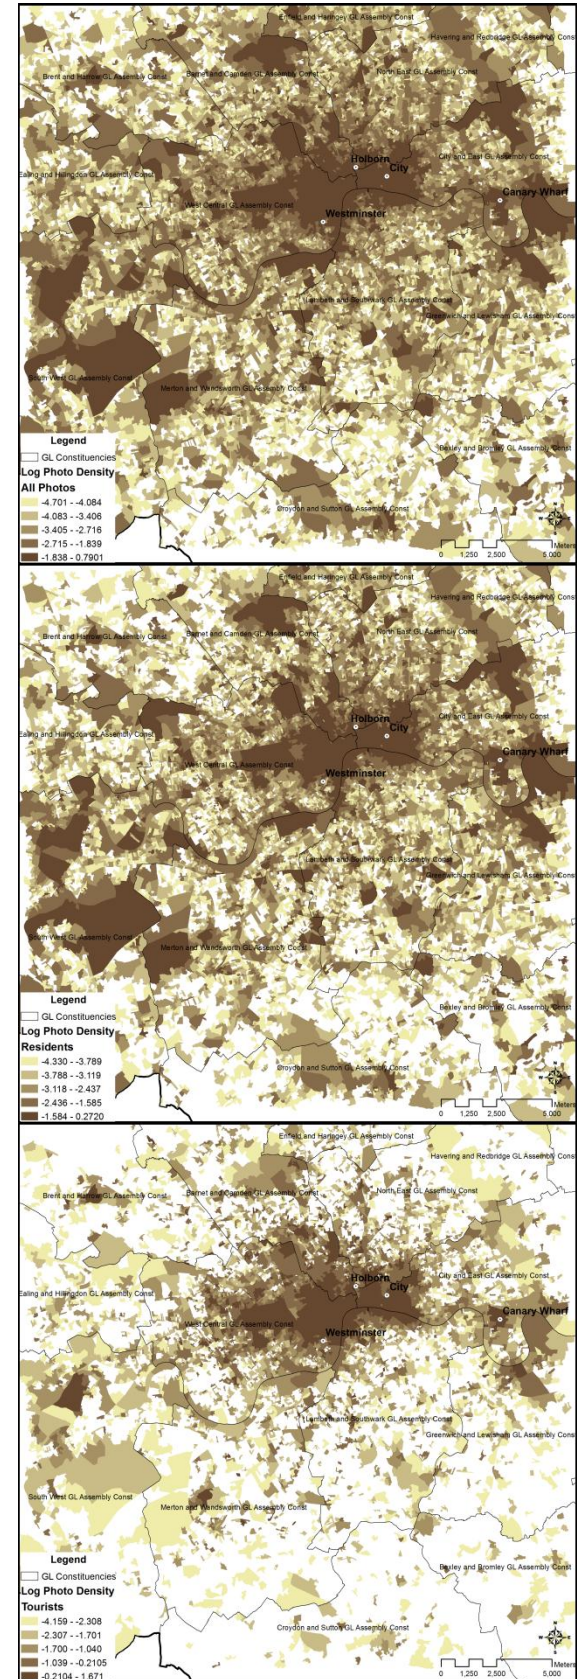 Enfield and Haringey GL Assembly Const
Havering and Redbridge GL Assembly Const
Brent and Harrow GL Assembly Const
Barnet and Camden GL Assembly Const
North East GL Assembly Const
Holborn
City
City and East GL Assembly Const
Ealing and Hillingdon GL Assembly Const
Canary Wharf
West Central GL Assembly Const
Westminster
Lambeth and Southwark GL Assembly Const
Greenwich and Lewisham GL Assembly Const
South West GL Assembly Const
Merton and Wandsworth GL Assembly Const
Bexley and Bromley GL Assembly Const
Croydon and Sutton GL Assembly Const
Legend
GL Constituencies
Log Photo Density
All Photos
-4.701 - -4.084
-4.083 - -3.406
-3.405 - -2.716
-2.715 - -1.839
-1.838 - 0.7901
N
W E
S
Meters
0 1,250 2,500 5,000
Enfield and Haringey GL Assembly Const
Havering and Redbridge GL Assembly Const
Brent and Harrow GL Assembly Const
Barnet and Camden GL Assembly Const
North East GL Assembly Const
Holborn
City
City and East GL Assembly Const
Ealing and Hillingdon GL Assembly Const
Canary Wharf
West Central GL Assembly Const
Westminster
Lambeth and Southwark GL Assembly Const
Greenwich and Lewisham GL Assembly Const
South West GL Assembly Const
Merton and Wandsworth GL Assembly Const
Bexley and Bromley GL Assembly Const
Croydon and Sutton GL Assembly Const
Legend
GL Constituencies
Log Photo Density
Residents
-4.330 - -3.789
-3.788 - -3.119
-3.118 - -2.437
-2.436 - -1.585
-1.584 - 0.2720
N
W E
S
Meters
0 1,250 2,500 5,000
Enfield and Haringey GL Assembly Const
Havering and Redbridge GL Assembly Const
Brent and Harrow GL Assembly Const
Barnet and Camden GL Assembly Const
North East GL Assembly Const
Holborn
City
City and East GL Assembly Const
Ealing and Hillingdon GL Assembly Const
Canary Wharf
West Central GL Assembly Const
Westminster
Lambeth and Southwark GL Assembly Const
Greenwich and Lewisham GL Assembly Const
South West GL Assembly Const
Merton and Wandsworth GL Assembly Const
Bexley and Bromley GL Assembly Const
Croydon and Sutton GL Assembly Const
Legend
GL Constituencies
Log Photo Density
Tourists
-4.159 - -2.308
-2.307 - -1.701
-1.700 - -1.040
-1.039 - -0.2105
-0.2104 - 1.671
N
W E
S
Meters
0 1,250 2,500 5,000